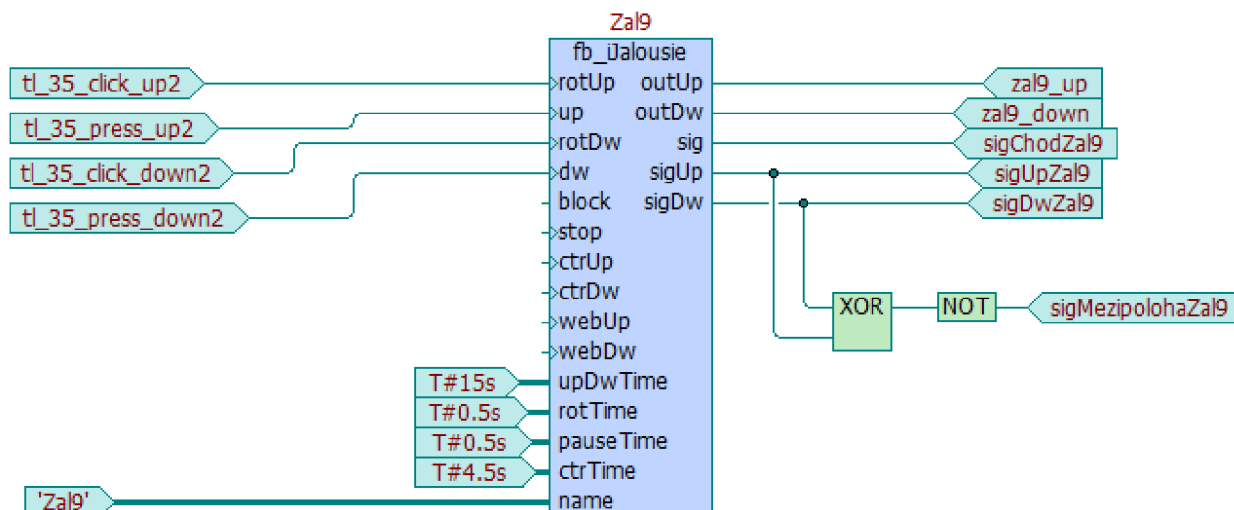 Zal9
fb_iJalousie
tl_35_click_up2 rotUp outUp zal9_up
tl_35_press_up2 up outDw zal9_down
tl_35_click_down2 rotDw sig sigChodZal9
tl_35_press_down2 dw sigUp sigUpZal9
block sigDw sigDwZal9
stop
ctrUp
ctrDw
webUp XOR NOT sigMezipolohaZal9
webDw
T#15s upDwTime
T#0.5s rotTime
T#0.5s pauseTime
T#4.5s ctrTime
'Zal9' name